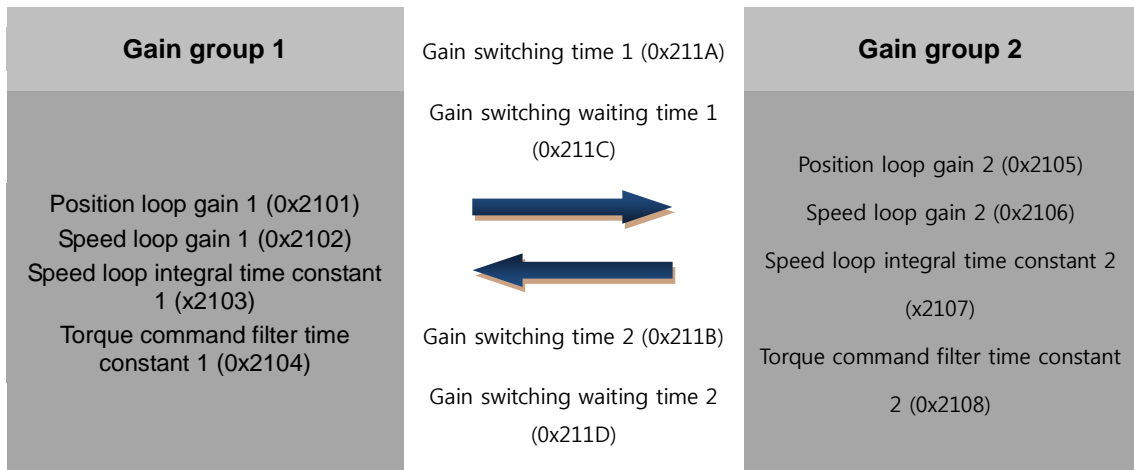 Gain group 1
Position loop gain 1 (0x2101)
Speed loop gain 1 (0x2102)
Speed loop integral time constant
1 (x2103)
Torque command filter time
constant 1 (0x2104)
Gain switching time 1 (0x211A)
Gain switching waiting time 1
(0x211C)
Gain switching time 2 (0x211B)
Gain switching waiting time 2
(0x211D)
Gain group 2
Position loop gain 2 (0x2105)
Speed loop gain 2 (0x2106)
Speed loop integral time constant 2
(x2107)
Torque command filter time constant
2 (0x2108)